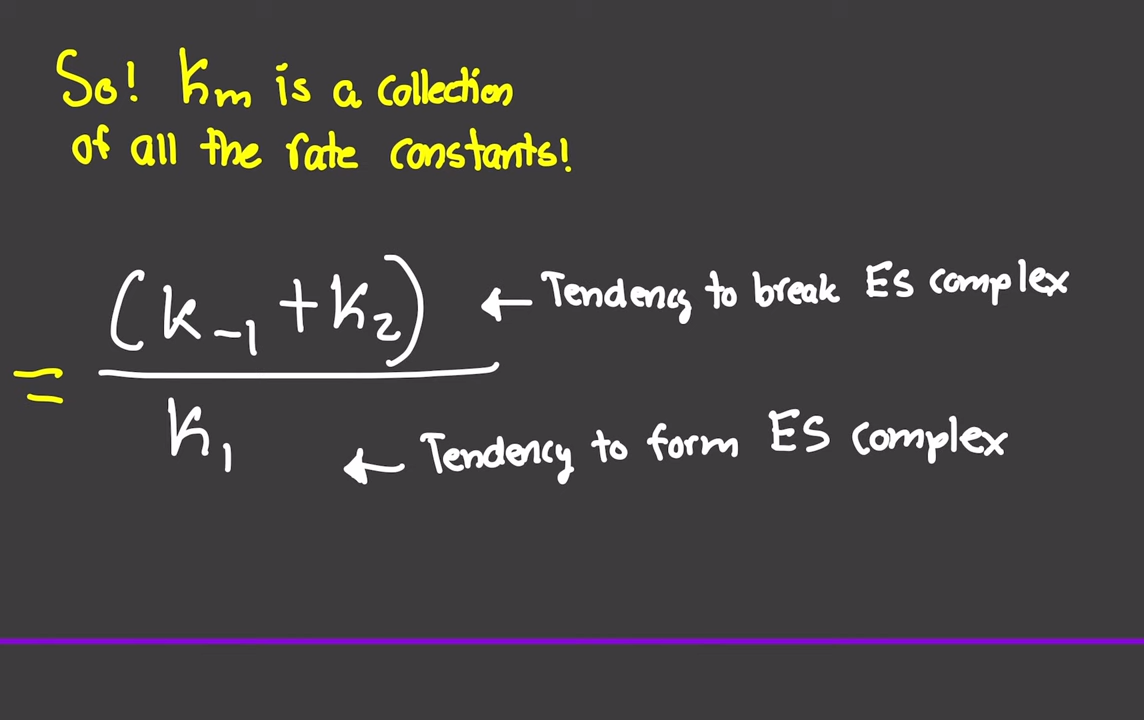 So! Km is a collection
of all the rate constants!
(k₋₁ + k₂) ← Tendency to break ES complex
=
k₁ ← Tendency to form ES complex